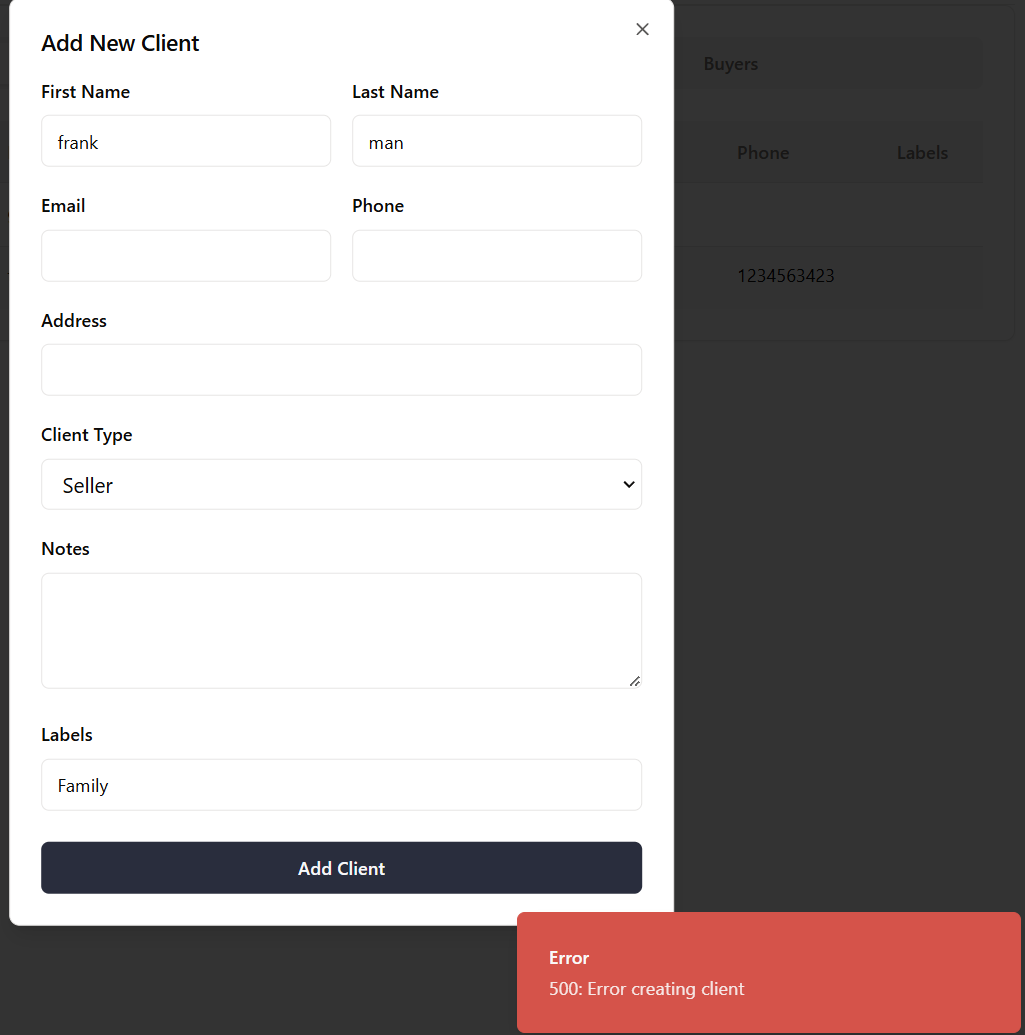 Add New Client
First Name Last Name
frank man
Email Phone
Address
Client Type
Seller
Notes
Labels
Family
Add Client
Buyers
Phone Labels
1234563423
Error
500: Error creating client